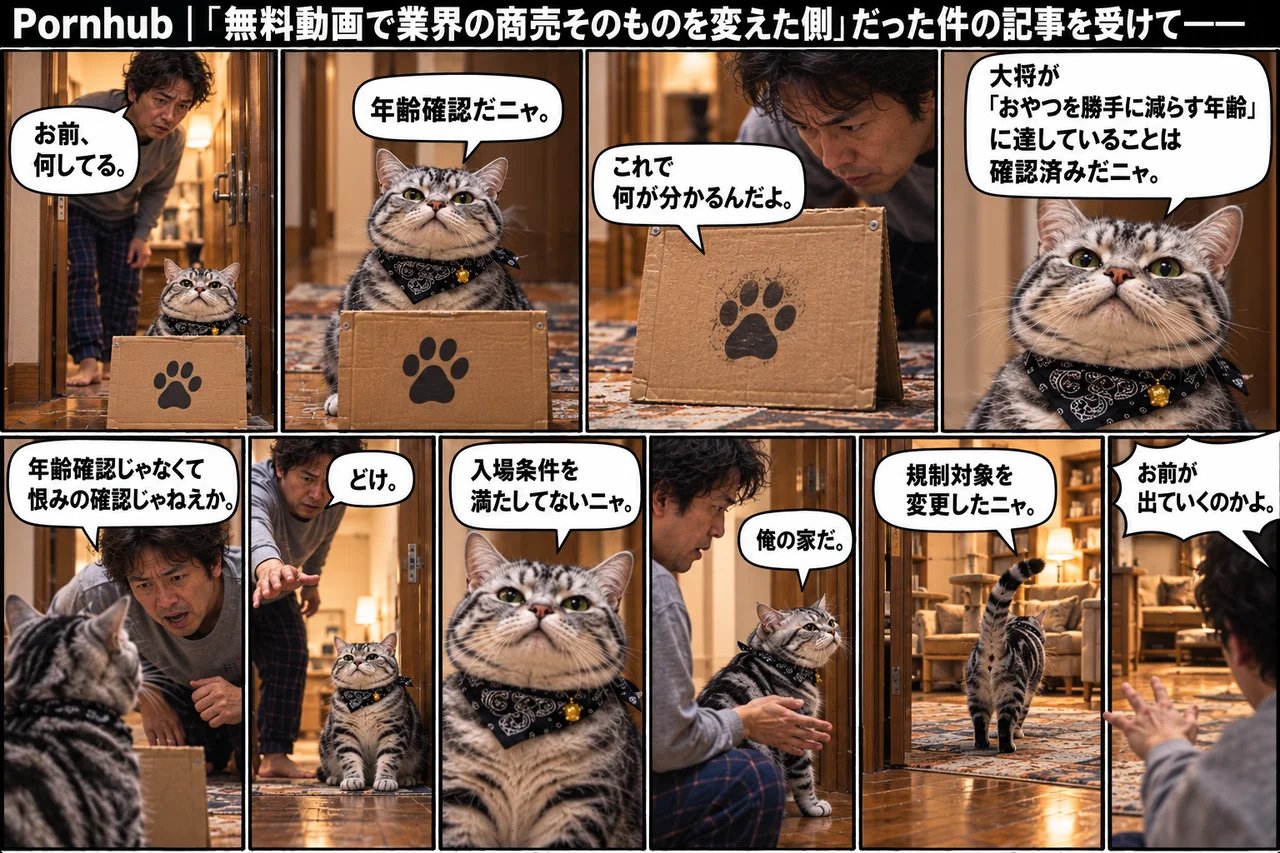 Pornhub｜「無料動画で業界の商売そのものを変えた側」だった件の記事を受けて——
お前、
何してる。
年齢確認だニャ。
これで
何が分かるんだよ。
大将が
「おやつを勝手に減らす年齢」
に達していることは
確認済みだニャ。
年齢確認じゃなくて
恨みの確認じゃねえか。
どけ。
入場条件を
満たしてないニャ。
俺の家だ。
規制対象を
変更したニャ。
お前が
出ていくのかよ。